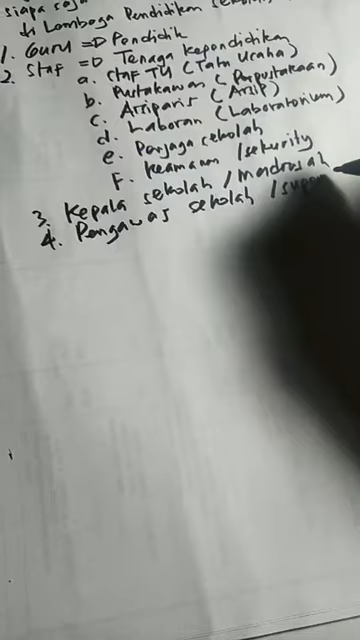 siapa saja
di Lembaga Pendidikan
1. Guru => Pendidik
2. Staf => Tenaga Kependidikan
a. Staf TU (Tata Usaha)
b. Pustakawan (Perpustakaan)
c. Arsiparis (Arsip)
d. Laboran (Laboratorium)
e. Penjaga sekolah
F. Keamanan / sekurity
3. Kepala sekolah / Madrasah
4. Pengawas sekolah /